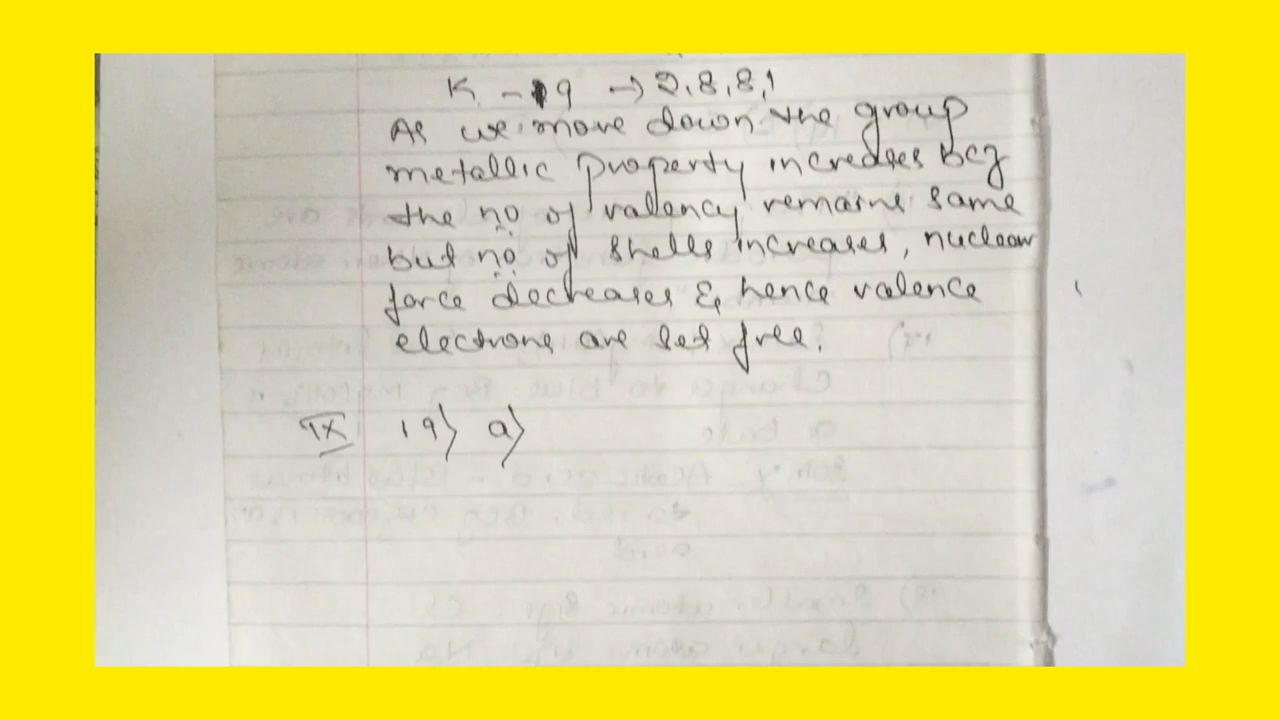 K - 19 → 2,8,8,1
As we move down the group
metallic property increases bcz
the no of valency remains same
but no of shells increases, nuclear
force decreases & hence valence
electrons are set free.
IX 19) a)